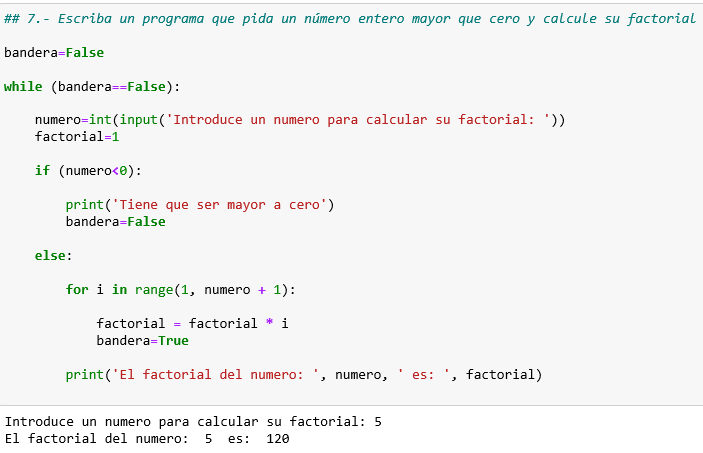 ## 7.- Escriba un programa que pida un número entero mayor que cero y calcule su factorial
bandera=False
while (bandera==False):
numero=int(input('Introduce un numero para calcular su factorial: '))
factorial=1
if (numero<0):
print('Tiene que ser mayor a cero')
bandera=False
else:
for i in range(1, numero + 1):
factorial = factorial * i
bandera=True
print('El factorial del numero: ', numero, ' es: ', factorial)
Introduce un numero para calcular su factorial: 5
El factorial del numero:  5  es:  120